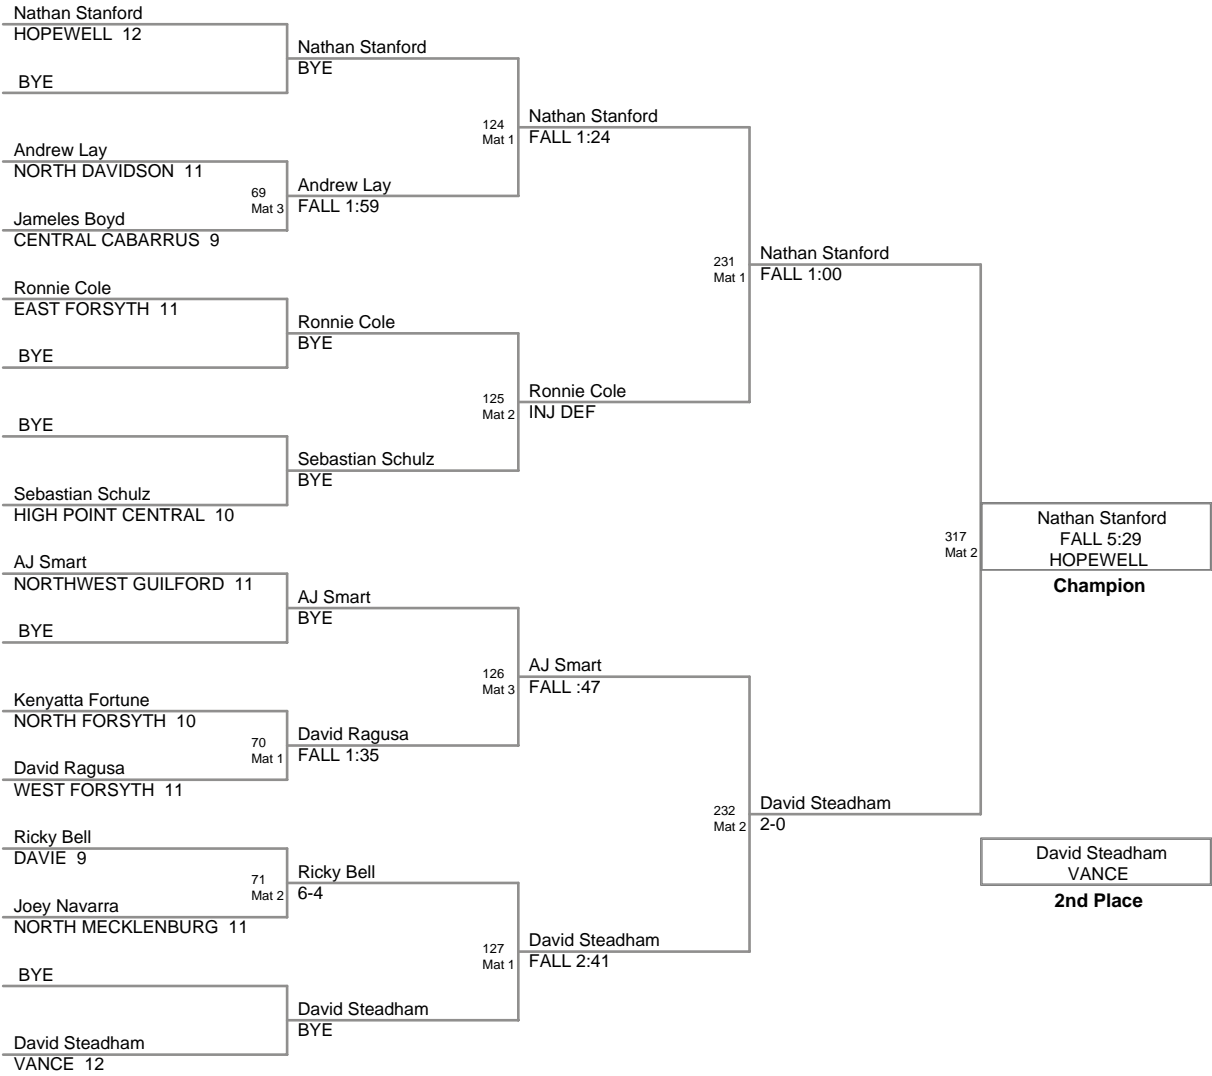 Nathan Stanford
HOPEWELL 12
BYE
Andrew Lay
NORTH DAVIDSON 11
Jameles Boyd
CENTRAL CABARRUS 9
Ronnie Cole
EAST FORSYTH 11
BYE
BYE
Sebastian Schulz
HIGH POINT CENTRAL 10
AJ Smart
NORTHWEST GUILFORD 11
BYE
Kenyatta Fortune
NORTH FORSYTH 10
David Ragusa
WEST FORSYTH 11
Ricky Bell
DAVIE 9
Joey Navarra
NORTH MECKLENBURG 11
BYE
David Steadham
VANCE 12
Nathan Stanford
BYE
69
Mat 3
Andrew Lay
FALL 1:59
Ronnie Cole
BYE
Sebastian Schulz
BYE
AJ Smart
BYE
70
Mat 1
David Ragusa
FALL 1:35
71
Mat 2
Ricky Bell
6-4
David Steadham
BYE
124
Mat 1
Nathan Stanford
FALL 1:24
125
Mat 2
Ronnie Cole
INJ DEF
126
Mat 3
AJ Smart
FALL :47
127
Mat 1
David Steadham
FALL 2:41
231
Mat 1
Nathan Stanford
FALL 1:00
232
Mat 2
David Steadham
2-0
317
Mat 2
Nathan Stanford
FALL 5:29
HOPEWELL
Champion
David Steadham
VANCE
2nd Place